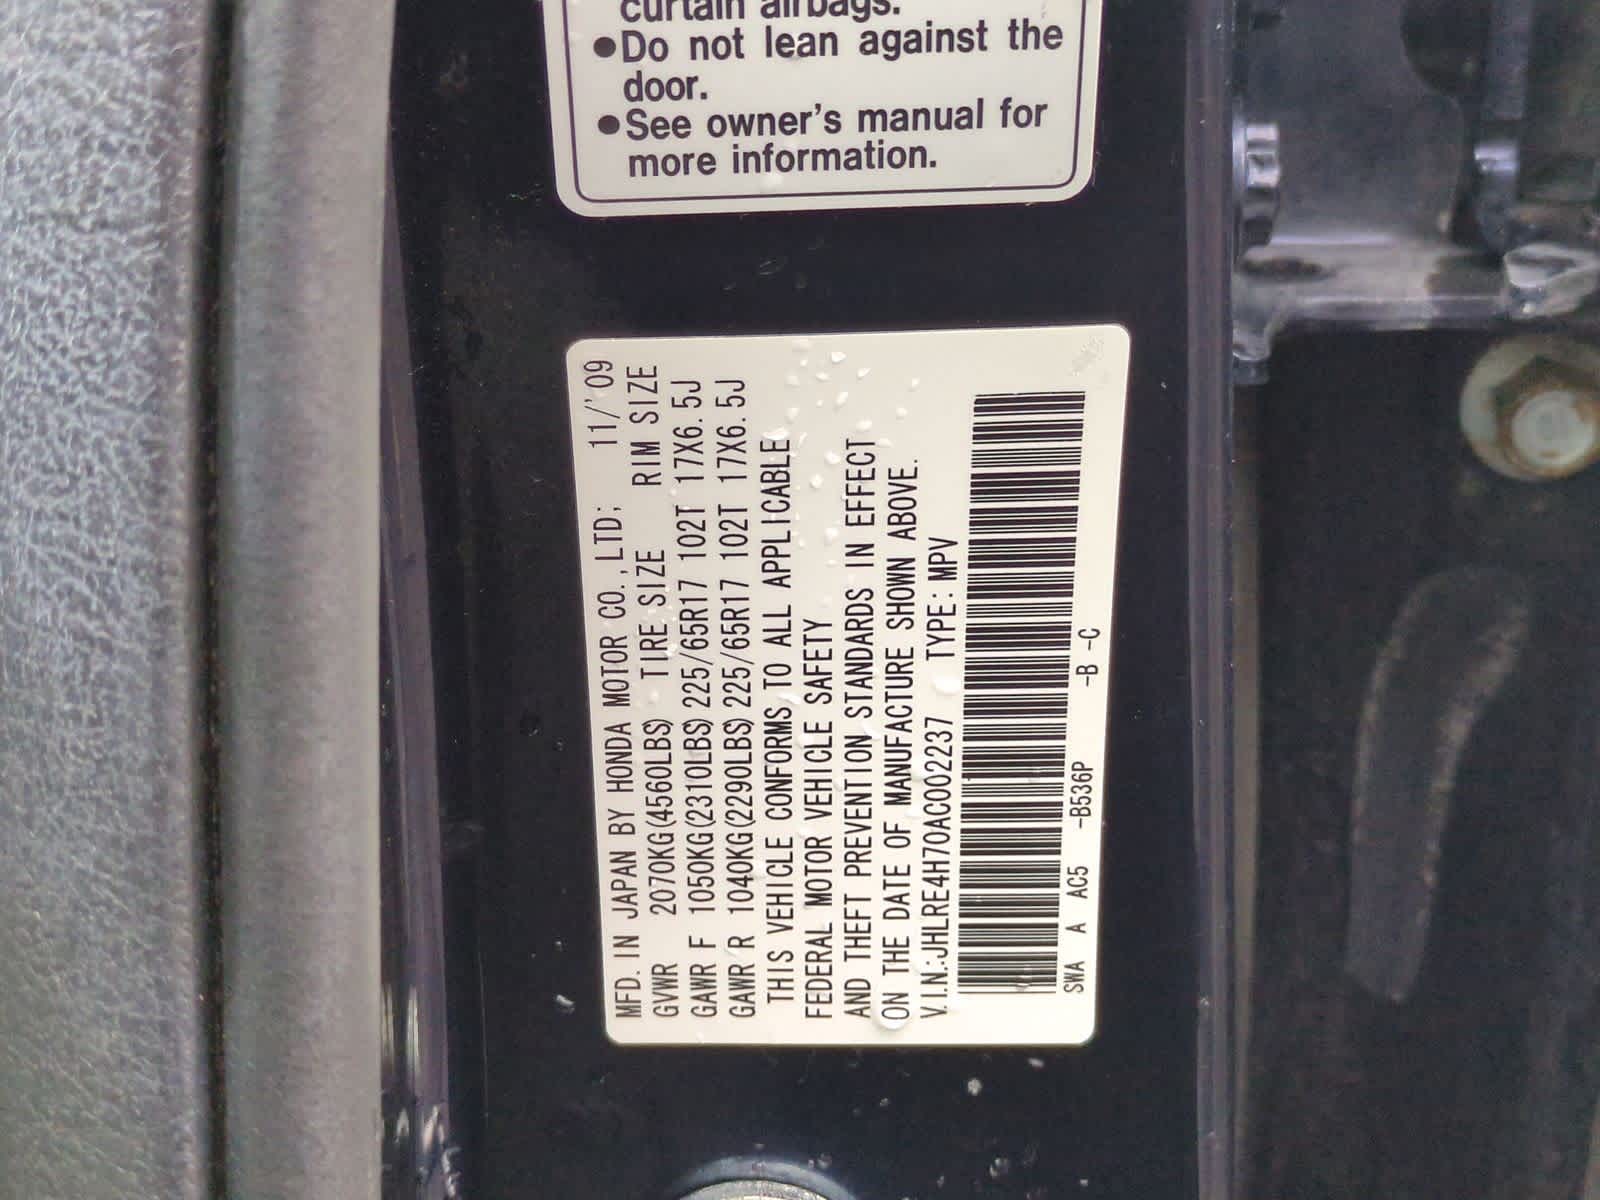 curtain airbags.
●Do not lean against the
door.
●See owner's manual for
more information.
MFD. IN JAPAN BY HONDA MOTOR CO., LTD; 11/'09
GVWR 2070KG(4560LBS) TIRE SIZE RIM SIZE
GAWR F 1050KG(2310LBS) 225/65R17 102T 17X6.5J
GAWR R 1040KG(2290LBS) 225/65R17 102T 17X6.5J
THIS VEHICLE CONFORMS TO ALL APPLICABLE
FEDERAL MOTOR VEHICLE SAFETY
AND THEFT PREVENTION STANDARDS IN EFFECT
ON THE DATE OF MANUFACTURE SHOWN ABOVE.
V.I.N.:JHLRE4H70AC002237 TYPE: MPV
SWA A AC5 -B536P -B -C